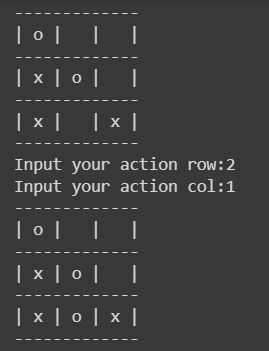 -------------
| o |   |   |
-------------
| x | o |   |
-------------
| x |   | x |
-------------
Input your action row:2
Input your action col:1
-------------
| o |   |   |
-------------
| x | o |   |
-------------
| x | o | x |
-------------